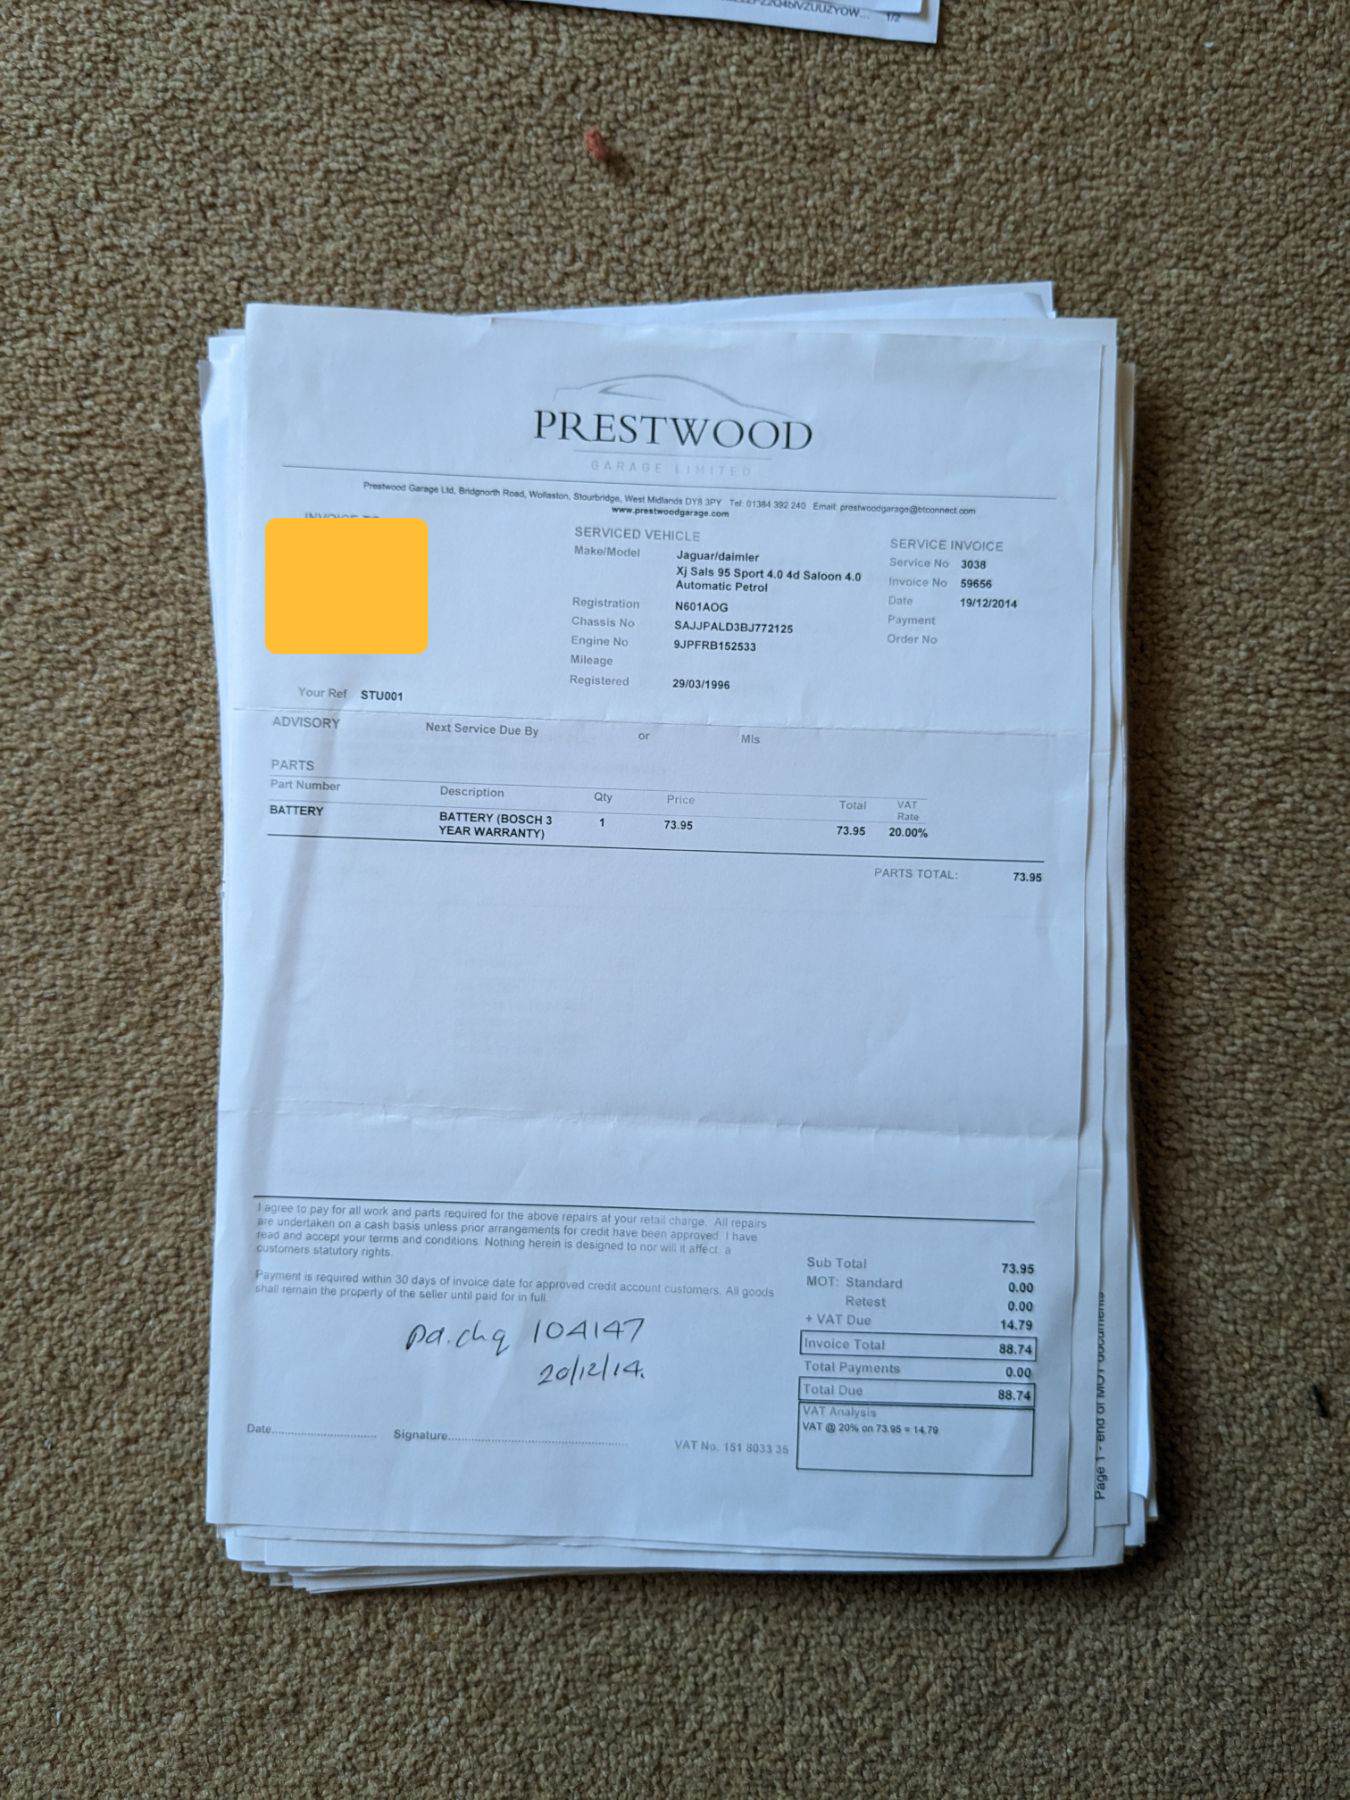 1/2
PRESTWOOD
GARAGE LIMITED
Prestwood Garage Ltd, Bridgnorth Road, Wollaston, Stourbridge, West Midlands DY8 3PY Tel: 01384 392 240 Email: prestwoodgarage@btconnect.com
www.prestwoodgarage.com
INVOICE TO
Your Ref STU001
SERVICED VEHICLE
Make/Model Jaguar/daimler
Xj Sals 95 Sport 4.0 4d Saloon 4.0
Automatic Petrol
Registration N601AOG
Chassis No SAJJPALD3BJ772125
Engine No 9JPFRB152533
Mileage
Registered 29/03/1996
SERVICE INVOICE
Service No 3038
Invoice No 59656
Date 19/12/2014
Payment
Order No
ADVISORY Next Service Due By or Mls
PARTS
Part Number Description Qty Price Total VAT Rate
BATTERY BATTERY (BOSCH 3 1 73.95 73.95 20.00%
YEAR WARRANTY)
PARTS TOTAL: 73.95
I agree to pay for all work and parts required for the above repairs at your retail charge. All repairs
are undertaken on a cash basis unless prior arrangements for credit have been approved. I have
read and accept your terms and conditions. Nothing herein is designed to nor will it affect, a
customers statutory rights.
Payment is required within 30 days of invoice date for approved credit account customers. All goods
shall remain the property of the seller until paid for in full.
pd. chq 104147
20/12/14.
Date.............................. Signature..................................................
VAT No. 151 8033 35
Sub Total 73.95
MOT: Standard 0.00
Retest 0.00
+ VAT Due 14.79
Invoice Total 88.74
Total Payments 0.00
Total Due 88.74
VAT Analysis
VAT @ 20% on 73.95 = 14.79
Page 1 - end of MOT documents